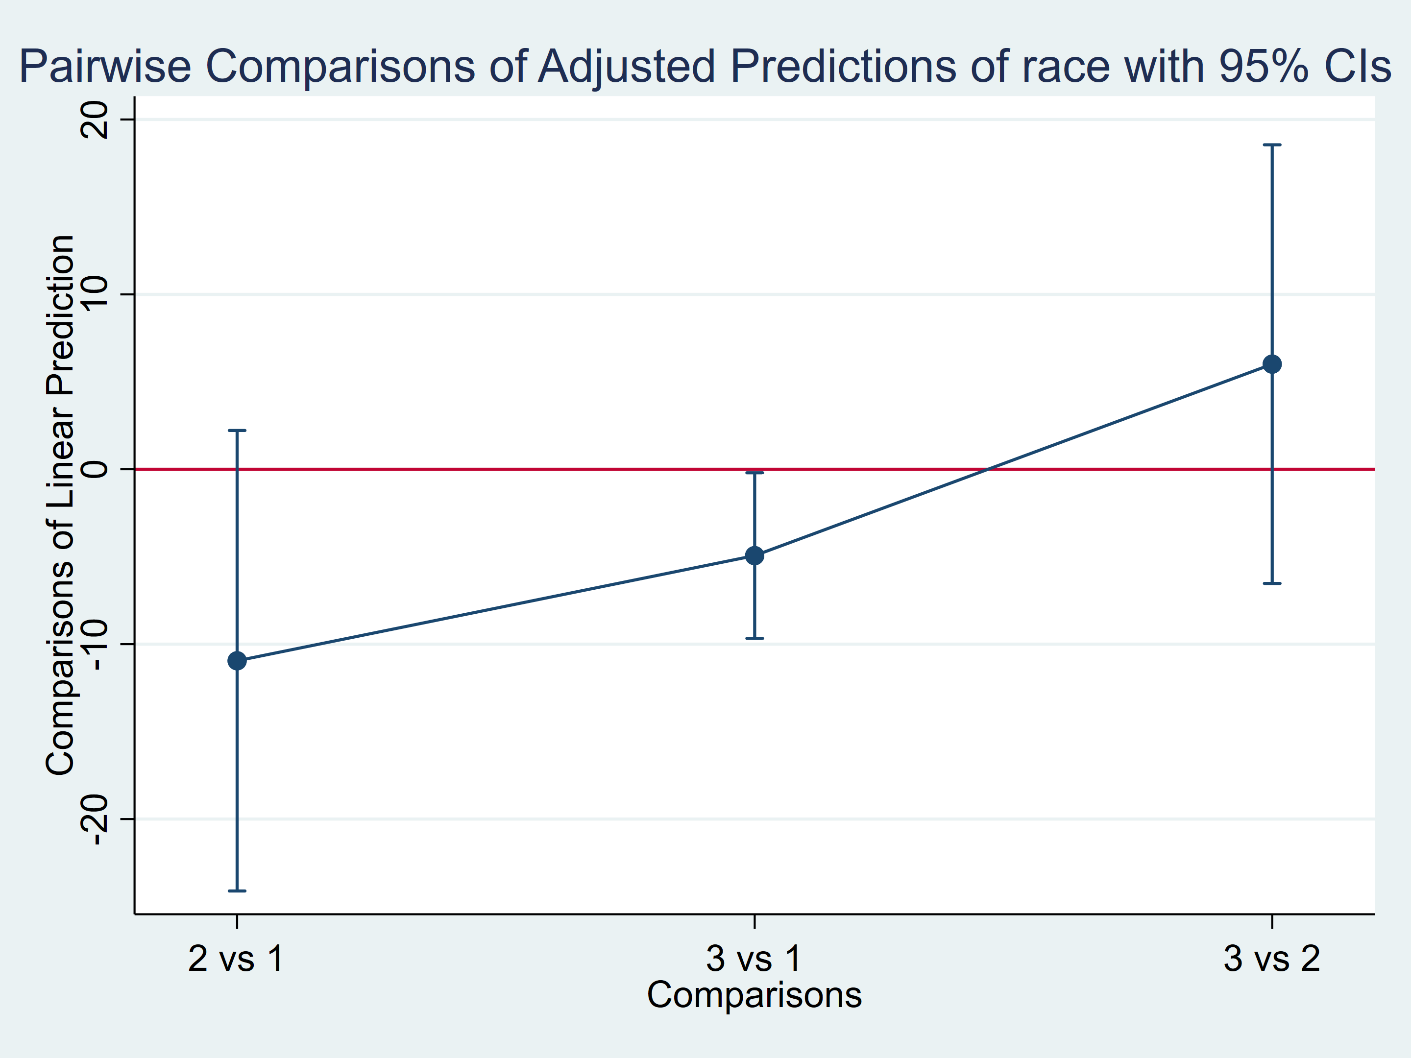 Pairwise Comparisons of Adjusted Predictions of race with 95% CIs
Comparisons of Linear Prediction
20
10
0
-10
-20
2 vs 1
3 vs 1
3 vs 2
Comparisons